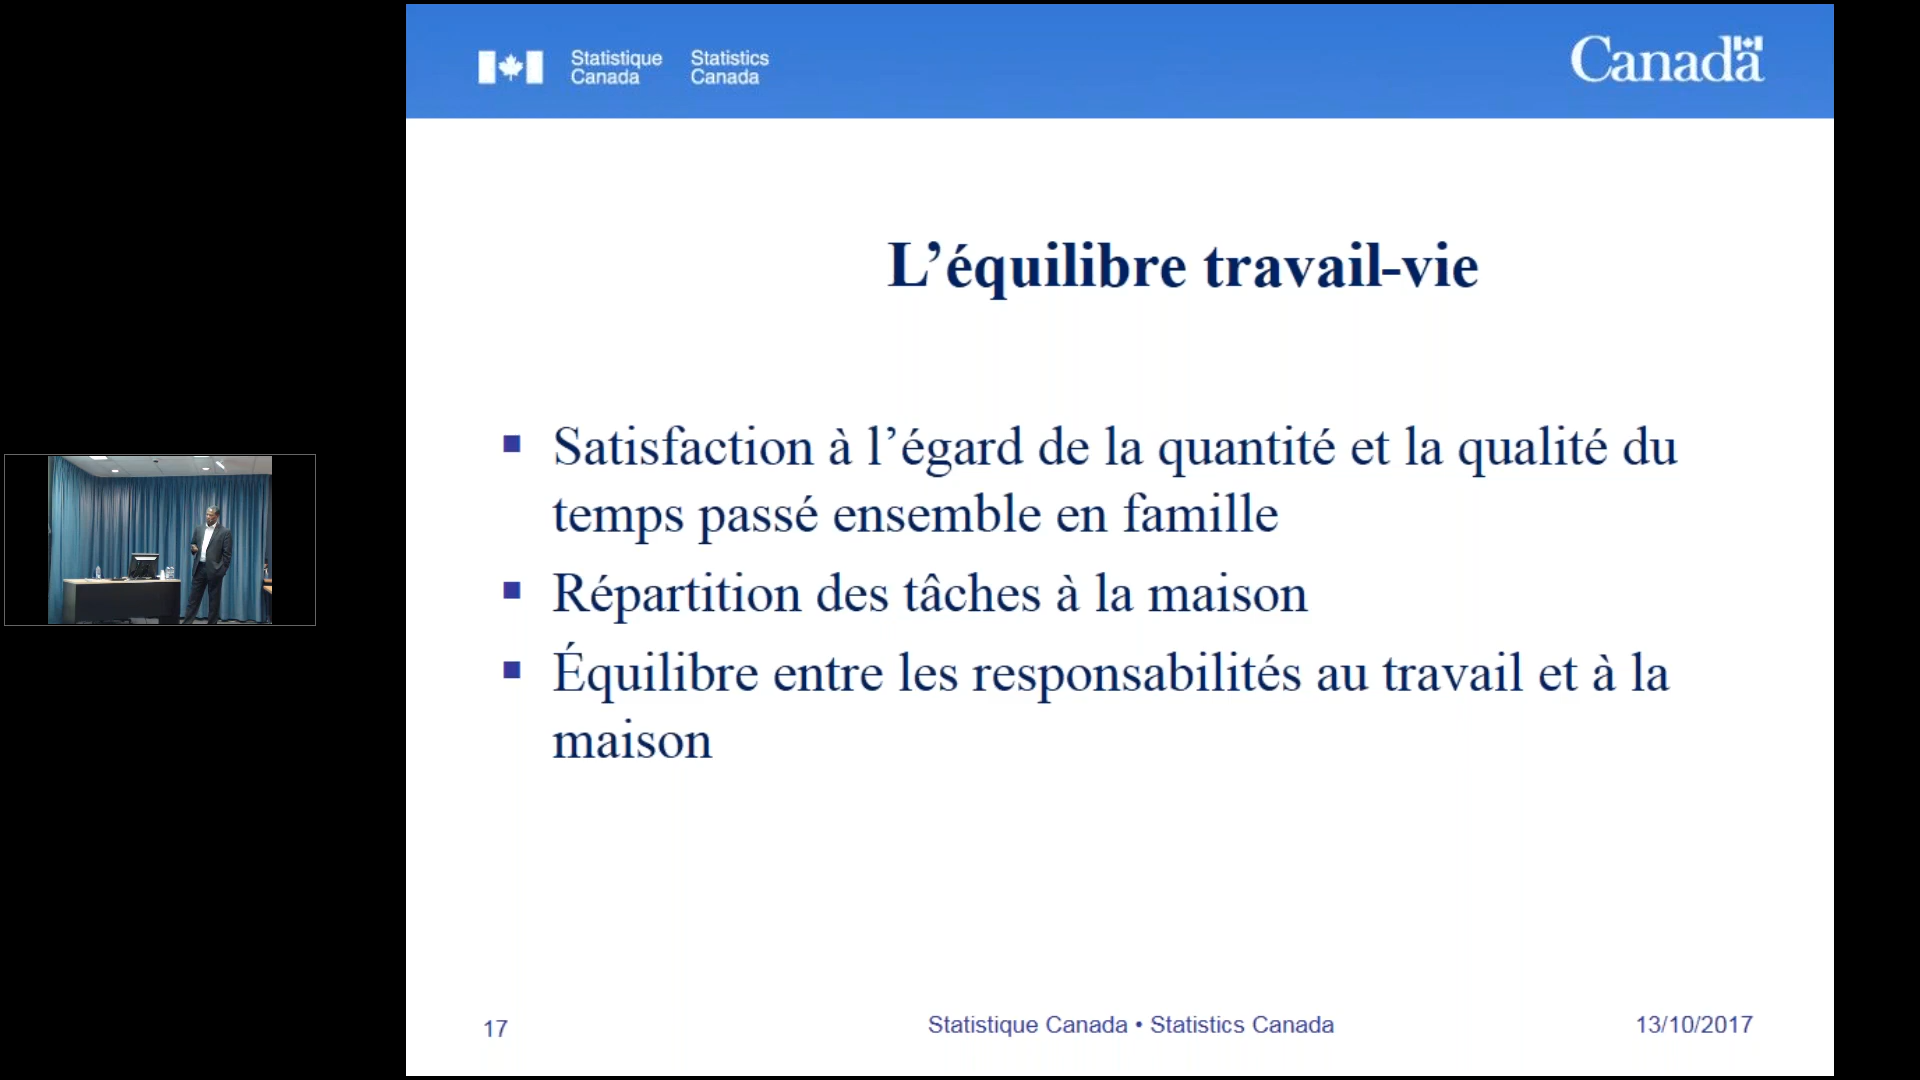 Statistique Canada
Statistics Canada
Canada
L’équilibre travail-vie
▪ Satisfaction à l’égard de la quantité et la qualité du
temps passé ensemble en famille
▪ Répartition des tâches à la maison
▪ Équilibre entre les responsabilités au travail et à la
maison
17
Statistique Canada • Statistics Canada
13/10/2017